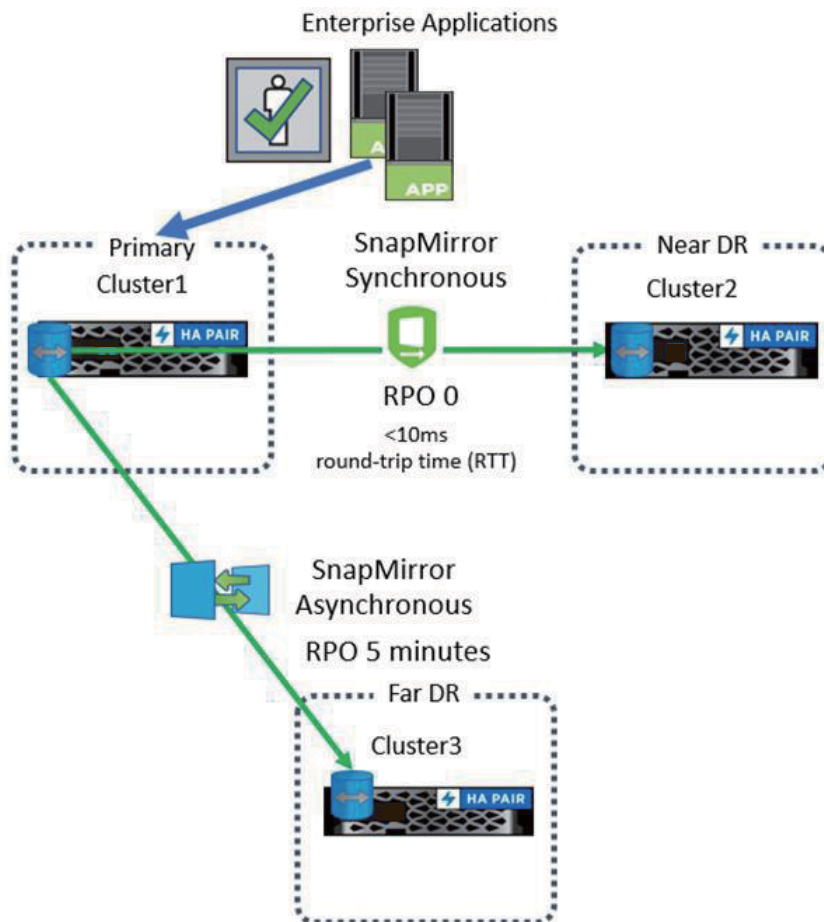 Enterprise Applications
A
APP
Primary
Cluster1
HA PAIR
SnapMirror
Synchronous
RPO 0
<10ms
round-trip time (RTT)
Near DR
Cluster2
HA PAIR
SnapMirror
Asynchronous
RPO 5 minutes
Far DR
Cluster3
HA PAIR